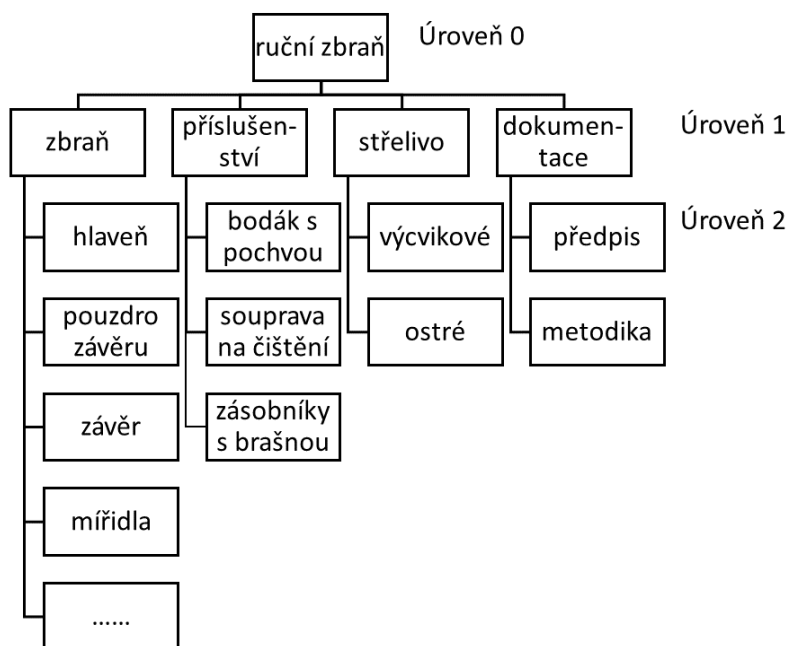 ruční zbraň
Úroveň 0
zbraň
příslušen-
ství
střelivo
dokumen-
tace
Úroveň 1
hlaveň
bodák s
pochvou
výcvikové
předpis
Úroveň 2
pouzdro
závěru
souprava
na čištění
ostré
metodika
závěr
zásobníky
s brašnou
mířidla
......